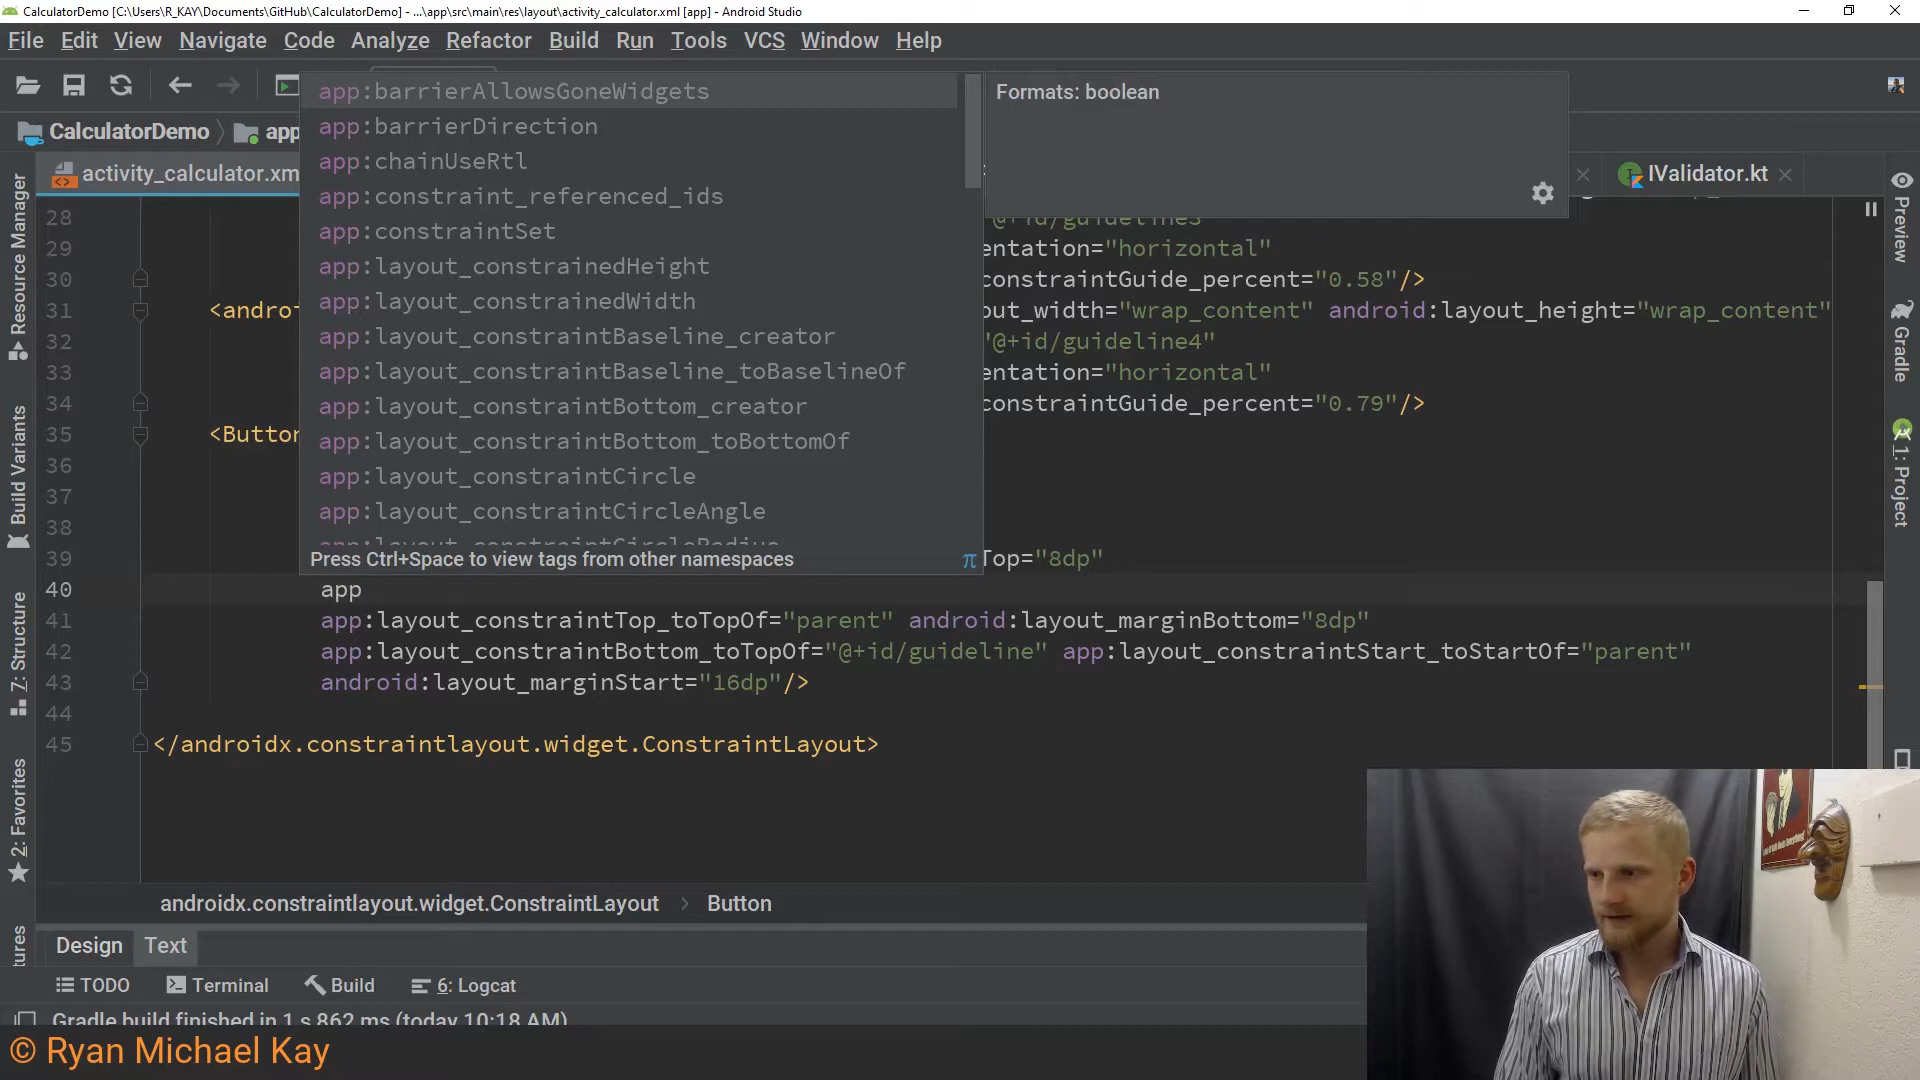 CalculatorDemo [C:\Users\R_KAY\Documents\GitHub\CalculatorDemo] - ...\app\src\main\res\layout\activity_calculator.xml [app] - Android Studio
File Edit View Navigate Code Analyze Refactor Build Run Tools VCS Window Help
CalculatorDemo app
activity_calculator.xm
IValidator.kt
app:barrierAllowsGoneWidgets
app:barrierDirection
app:chainUseRtl
app:constraint_referenced_ids
app:constraintSet
app:layout_constrainedHeight
app:layout_constrainedWidth
app:layout_constraintBaseline_creator
app:layout_constraintBaseline_toBaselineOf
app:layout_constraintBottom_creator
app:layout_constraintBottom_toBottomOf
app:layout_constraintCircle
app:layout_constraintCircleAngle
app:layout_constraintCircleRadius
Press Ctrl+Space to view tags from other namespaces π
Formats: boolean
28 @+id/guideline3
29 entation="horizontal"
30 constraintGuide_percent="0.58"/>
31 <androi out_width="wrap_content" android:layout_height="wrap_content"
32 "@+id/guideline4"
33 entation="horizontal"
34 constraintGuide_percent="0.79"/>
35 <Button
36
37
38
39 Top="8dp"
40 app
41 app:layout_constraintTop_toTopOf="parent" android:layout_marginBottom="8dp"
42 app:layout_constraintBottom_toTopOf="@+id/guideline" app:layout_constraintStart_toStartOf="parent"
43 android:layout_marginStart="16dp"/>
44
45 </androidx.constraintlayout.widget.ConstraintLayout>
androidx.constraintlayout.widget.ConstraintLayout > Button
Design Text
TODO Terminal Build 6: Logcat
Gradle build finished in 1 s 862 ms (today 10:18 AM)
© Ryan Michael Kay
Resource Manager
Build Variants
7: Structure
2: Favorites
tures
Preview
Gradle
1: Project